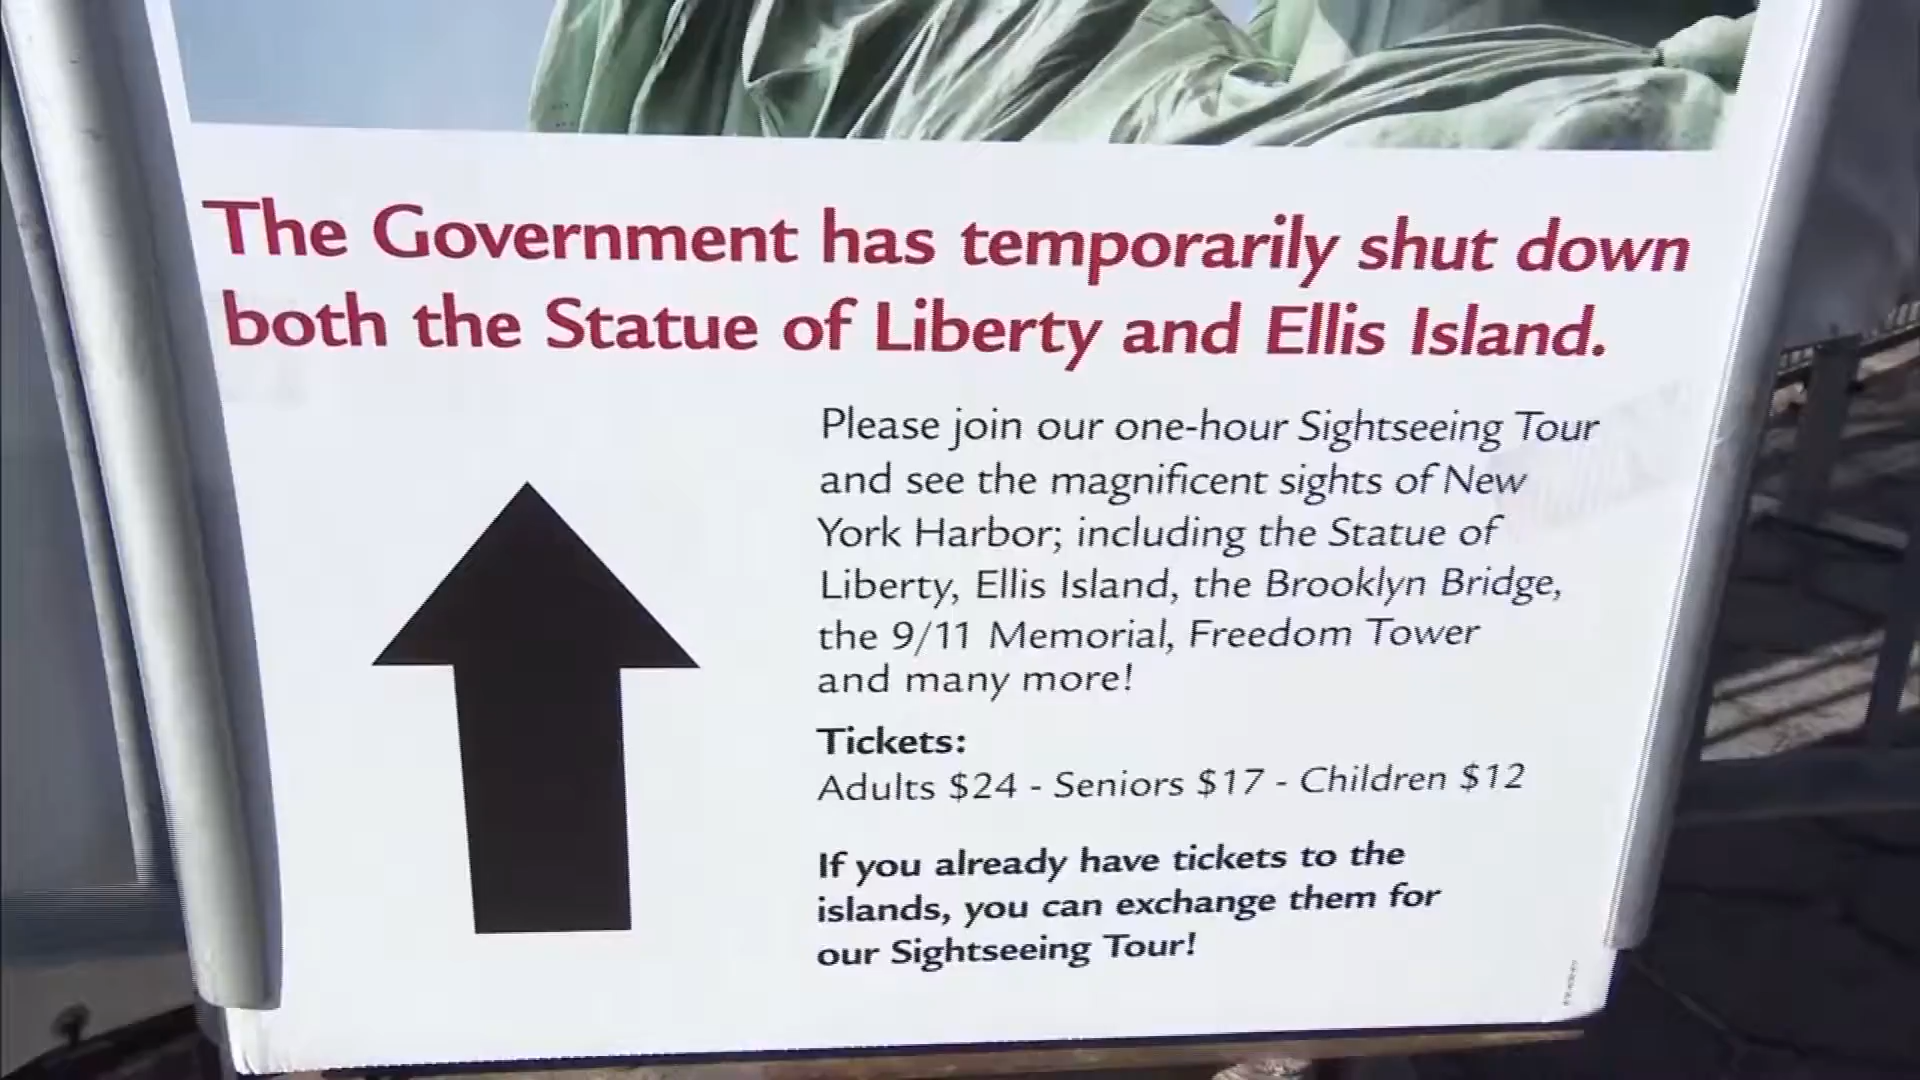 The Government has temporarily shut down
both the Statue of Liberty and Ellis Island.
Please join our one-hour Sightseeing Tour
and see the magnificent sights of New
York Harbor; including the Statue of
Liberty, Ellis Island, the Brooklyn Bridge,
the 9/11 Memorial, Freedom Tower
and many more!
Tickets:
Adults $24 - Seniors $17 - Children $12
If you already have tickets to the
islands, you can exchange them for
our Sightseeing Tour!